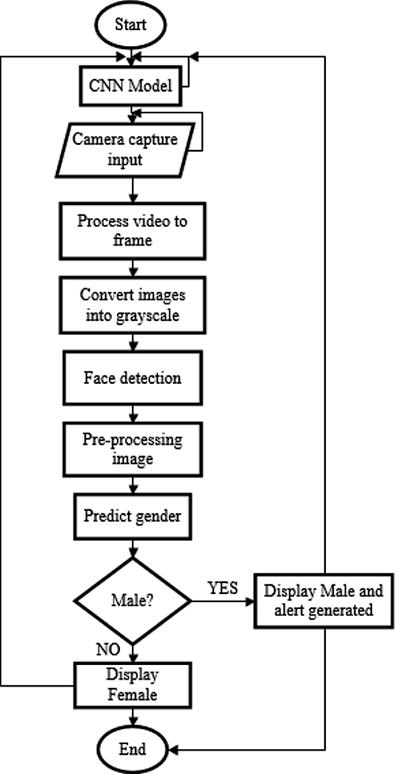 Start
CNN Model
Camera capture
input
Process video to
frame
Convert images
into grayscale
Face detection
Pre-processing
image
Predict gender
Male?
YES
Display Male and
alert generated
NO
Display
Female
End